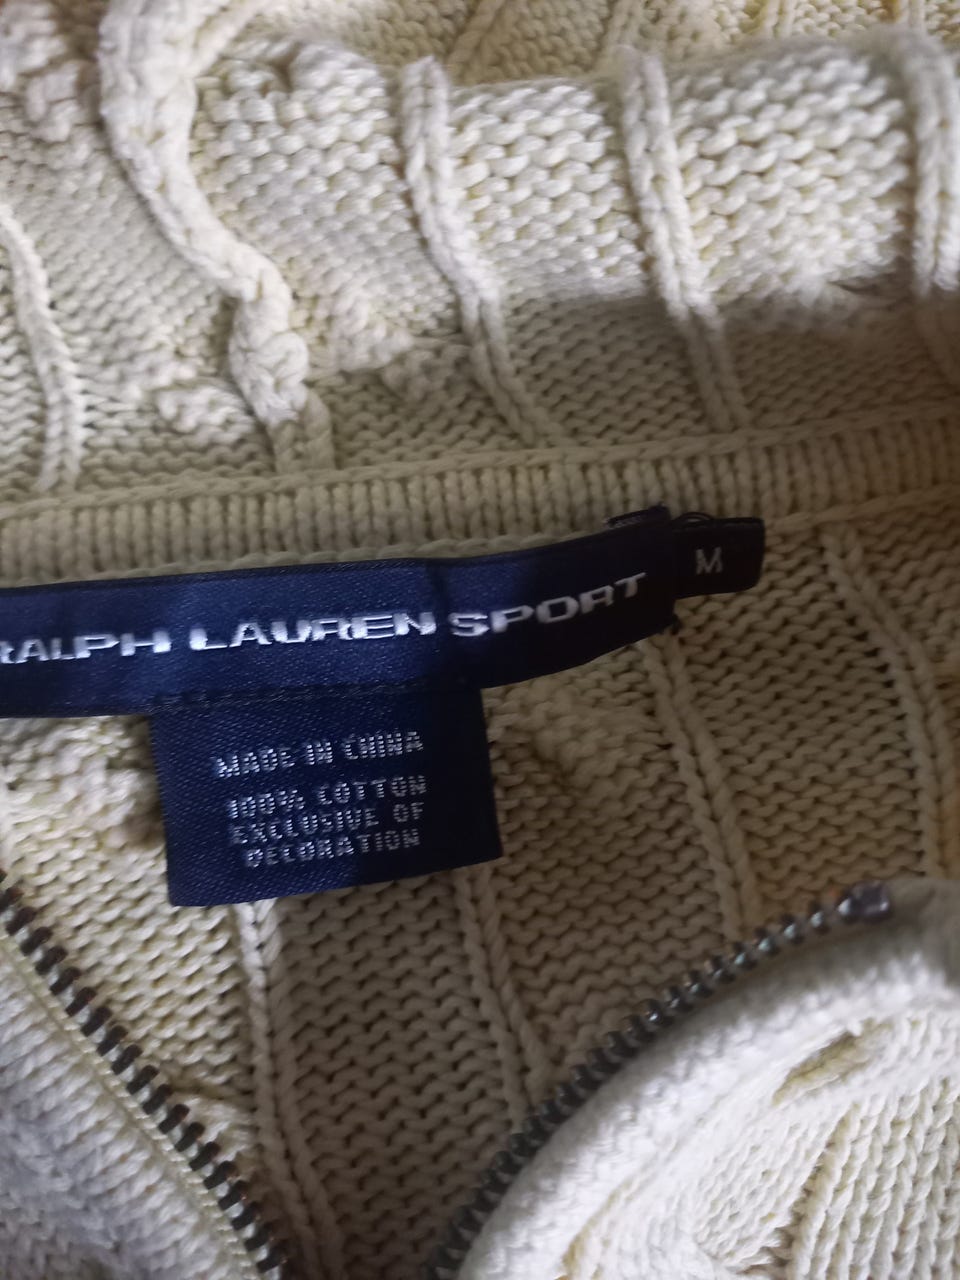 RALPH LAUREN SPORT
M
MADE IN CHINA
100% COTTON
EXCLUSIVE OF
DECORATION